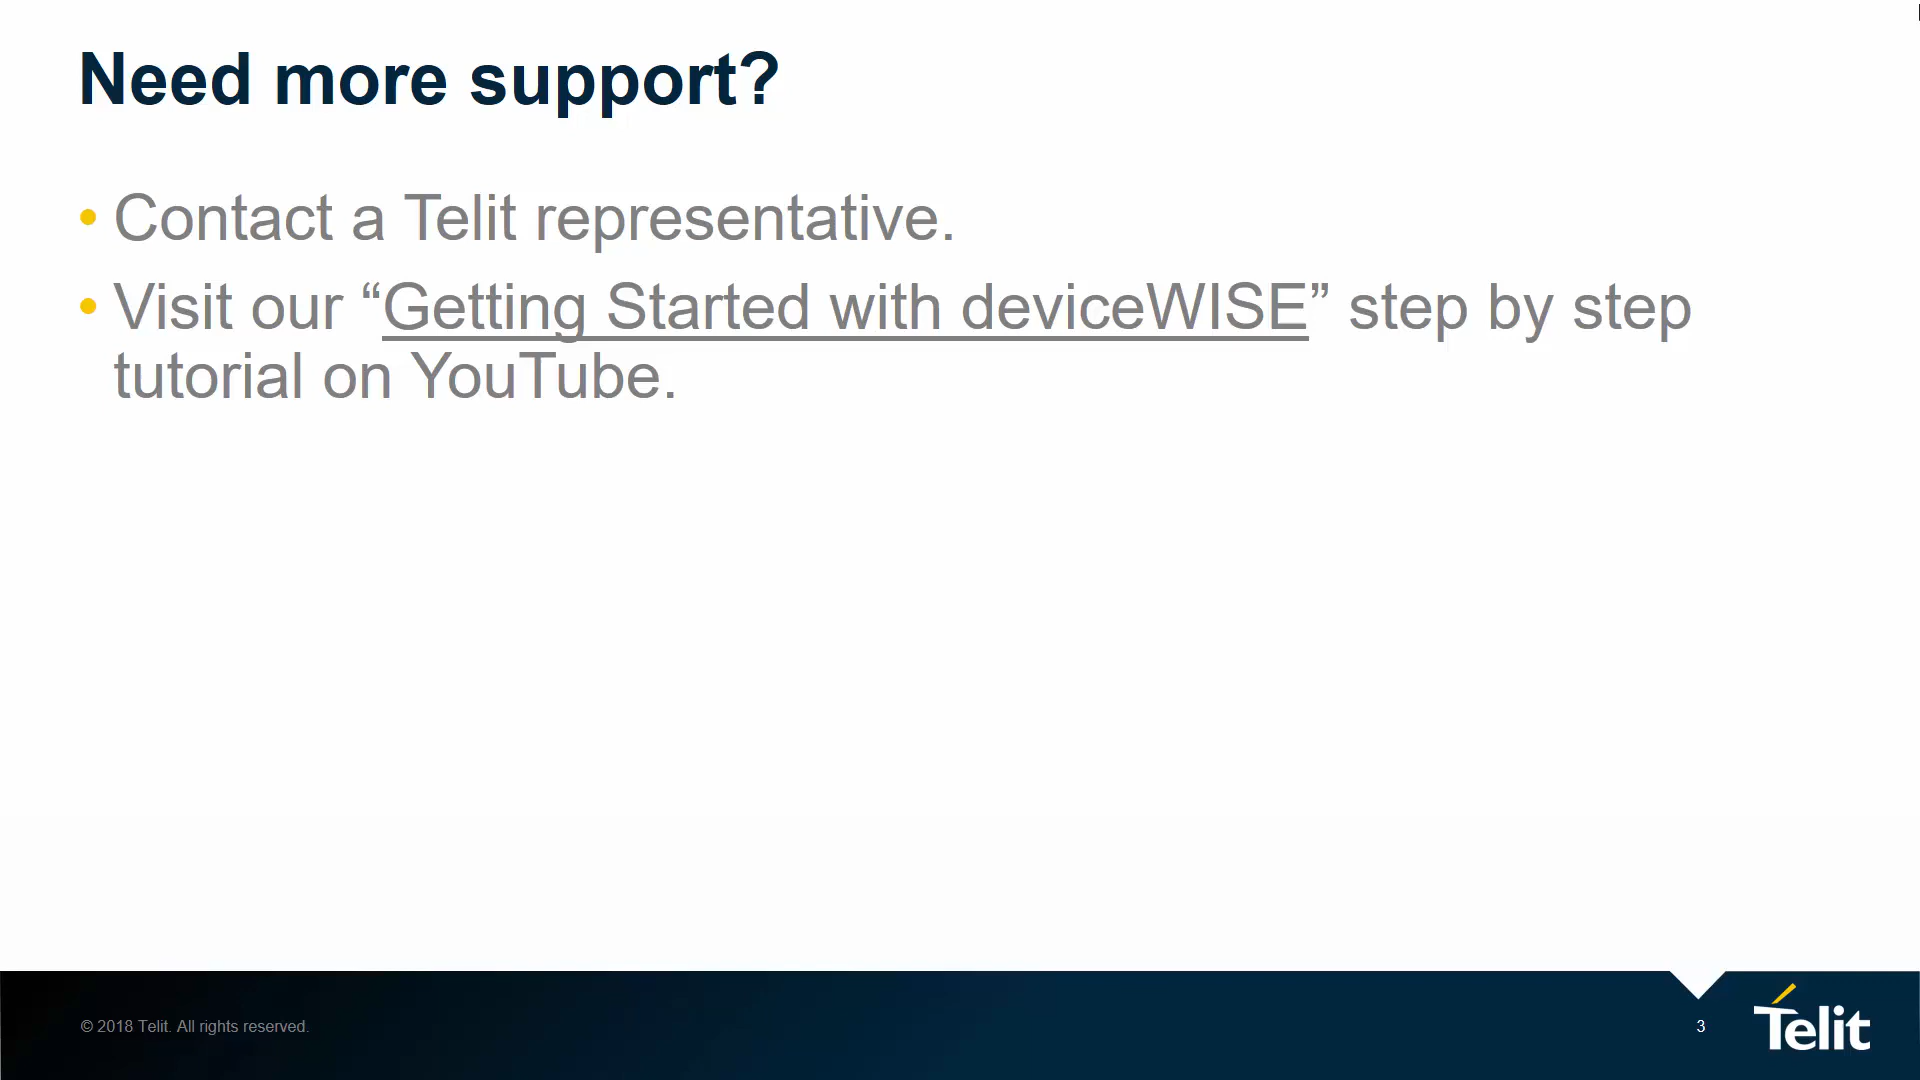 Need more support?
• Contact a Telit representative.
• Visit our “Getting Started with deviceWISE” step by step
tutorial on YouTube.
© 2018 Telit. All rights reserved.
3
Telit